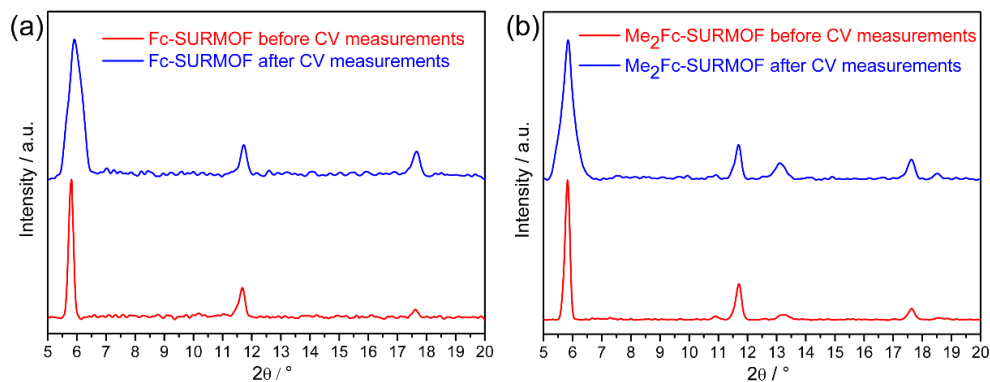 (a)
Fc-SURMOF before CV measurements
Fc-SURMOF after CV measurements
Intensity / a.u.
5 6 7 8 9 10 11 12 13 14 15 16 17 18 19 20
2θ / °
(b)
Me2Fc-SURMOF before CV measurements
Me2Fc-SURMOF after CV measurements
Intensity / a.u.
5 6 7 8 9 10 11 12 13 14 15 16 17 18 19 20
2θ / °